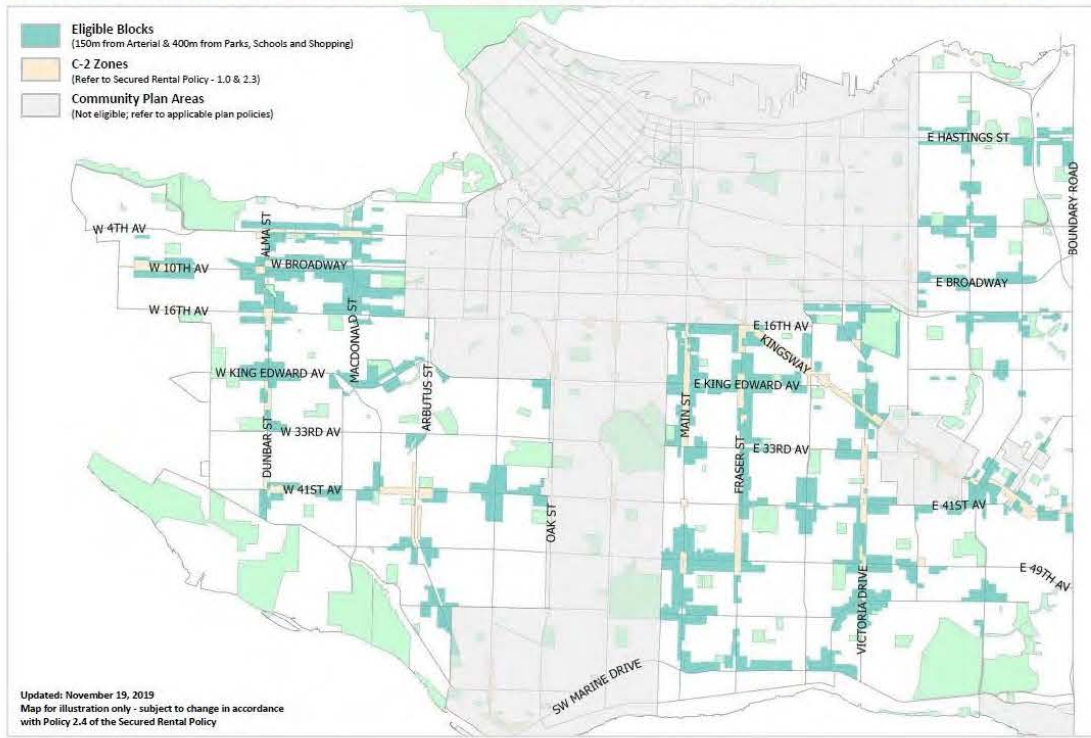 Eligible Blocks
(150m from Arterial & 400m from Parks, Schools and Shopping)
C-2 Zones
(Refer to Secured Rental Policy - 1.0 & 2.3)
Community Plan Areas
(Not eligible; refer to applicable plan policies)
E HASTINGS ST
BOUNDARY ROAD
W 4TH AV
ALMA ST
W 10TH AV
W BROADWAY
E BROADWAY
W 16TH AV
MACDONALD ST
E 16TH AV
KINGSWAY
W KING EDWARD AV
ARBUTUS ST
E KING EDWARD AV
MAIN ST
DUNBAR ST
W 33RD AV
FRASER ST
E 33RD AV
W 41ST AV
OAK ST
E 41ST AV
E 49TH AV
VICTORIA DRIVE
SW MARINE DRIVE
Updated: November 19, 2019
Map for illustration only - subject to change in accordance
with Policy 2.4 of the Secured Rental Policy